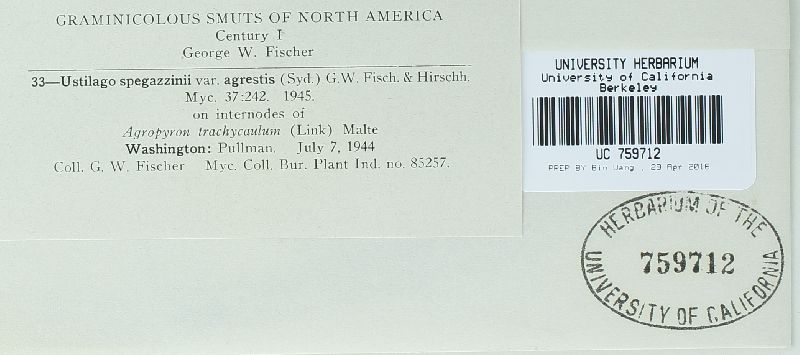 GRAMINICOLOUS SMUTS OF NORTH AMERICA
Century I
George W. Fischer
33—Ustilago spegazzinii var. agrestis (Syd.) G.W. Fisch. & Hirschh.
Myc. 37:242. 1945.
on internodes of
Agropyron trachycaulum (Link) Malte
Washington: Pullman, July 7, 1944
Coll. G. W. Fischer Myc. Coll. Bur. Plant Ind. no. 85257.
UNIVERSITY HERBARIUM
University of California
Berkeley
UC 759712
PREP BY Bin Wang , 29 Apr 2016
HERBARIUM OF THE
759712
UNIVERSITY OF CALIFORNIA